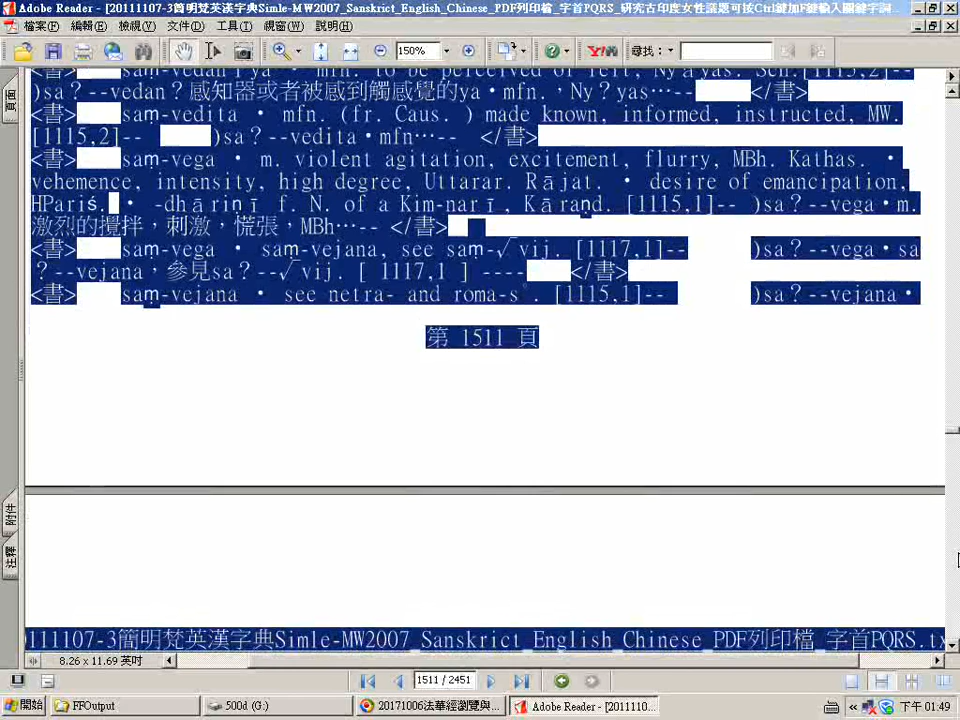 Adobe Reader - [20111107-3簡明梵英漢字典Simle-MW2007_Sanskrict_English_Chinese_PDF列印檔_字首PQRS_研究古印度女性議題可按Ctrl鍵加F鍵輸入關鍵字詞...
檔案(F) 編輯(E) 檢視(V) 文件(D) 工具(T) 視窗(W) 說明(H)
150% Y! 尋找：
頁面
)sa？--vedan？感知器或者被感到觸感覺的ya‧mfn.，Ny？yas…-- </書>
<書> saṃ-vedita ‧ mfn. (fr. Caus. ) made known, informed, instructed, MW.
[1115,2]-- )sa？--vedita‧mfn…-- </書>
<書> saṃ-vega ‧ m. violent agitation, excitement, flurry, MBh. Kathas. ‧
vehemence, intensity, high degree, Uttarar. Rājat. ‧ desire of emancipation,
HPariś. ‧ -dhāriṇī f. N. of a Kim-narī, Kāraṇd. [1115,1]-- )sa？--vega‧m.
激烈的攪拌，刺激，慌張，MBh…-- </書>
<書> saṃ-vega ‧ saṃ-vejana, see saṃ-√vij. [1117,1]-- )sa？--vega‧sa
？--vejana，參見sa？--√vij. [ 1117,1 ] ---- </書>
<書> saṃ-vejana ‧ see netra- and roma-s°. [1115,1]-- )sa？--vejana‧
第 1511 頁
附件
注釋
111107-3簡明梵英漢字典Simle-MW2007_Sanskrict_English_Chinese_PDF列印檔_字首PQRS.tx
8.26 x 11.69 英吋
1511 / 2451
開始 FFOutput 500d (G:) 20171006法華經瀏覽與... Adobe Reader - [2011110... 下午 01:49